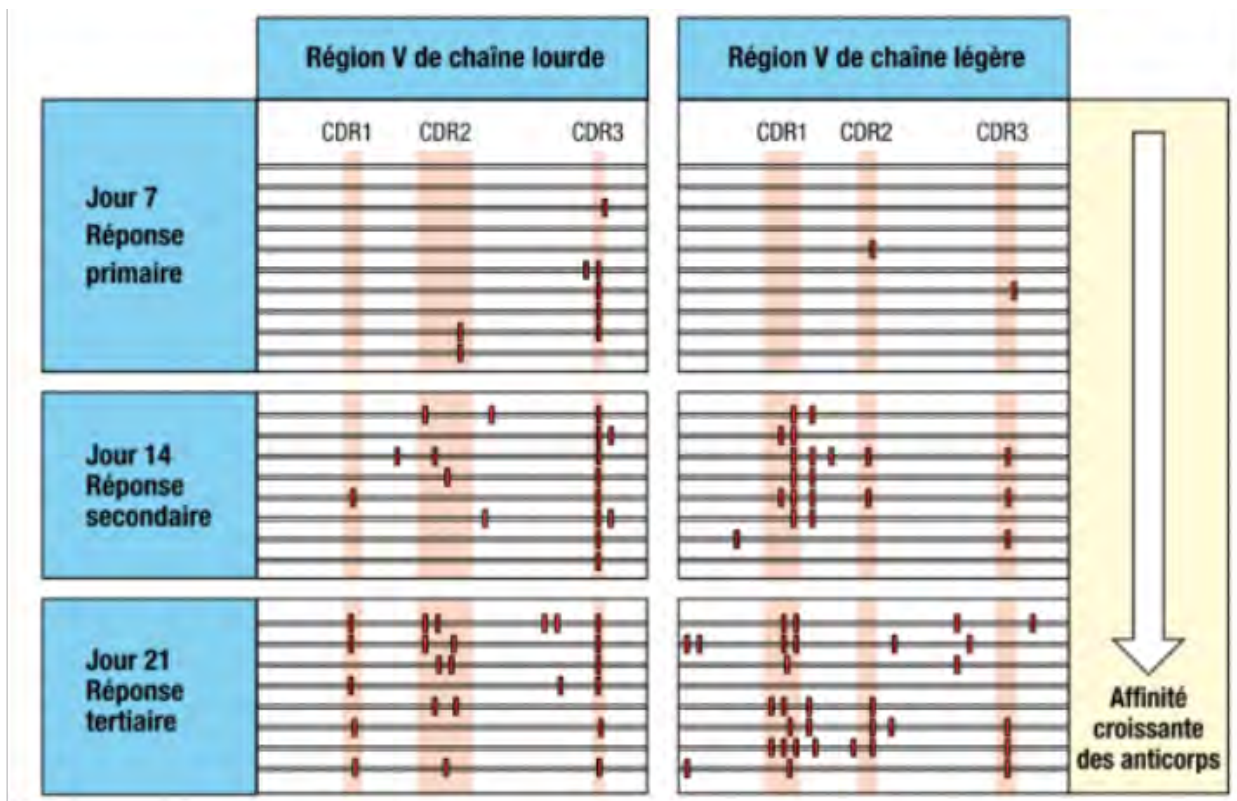 Région V de chaîne lourde
Région V de chaîne légère
CDR1 CDR2 CDR3
CDR1 CDR2 CDR3
Jour 7
Réponse
primaire
Jour 14
Réponse
secondaire
Jour 21
Réponse
tertiaire
Affinité
croissante
des anticorps